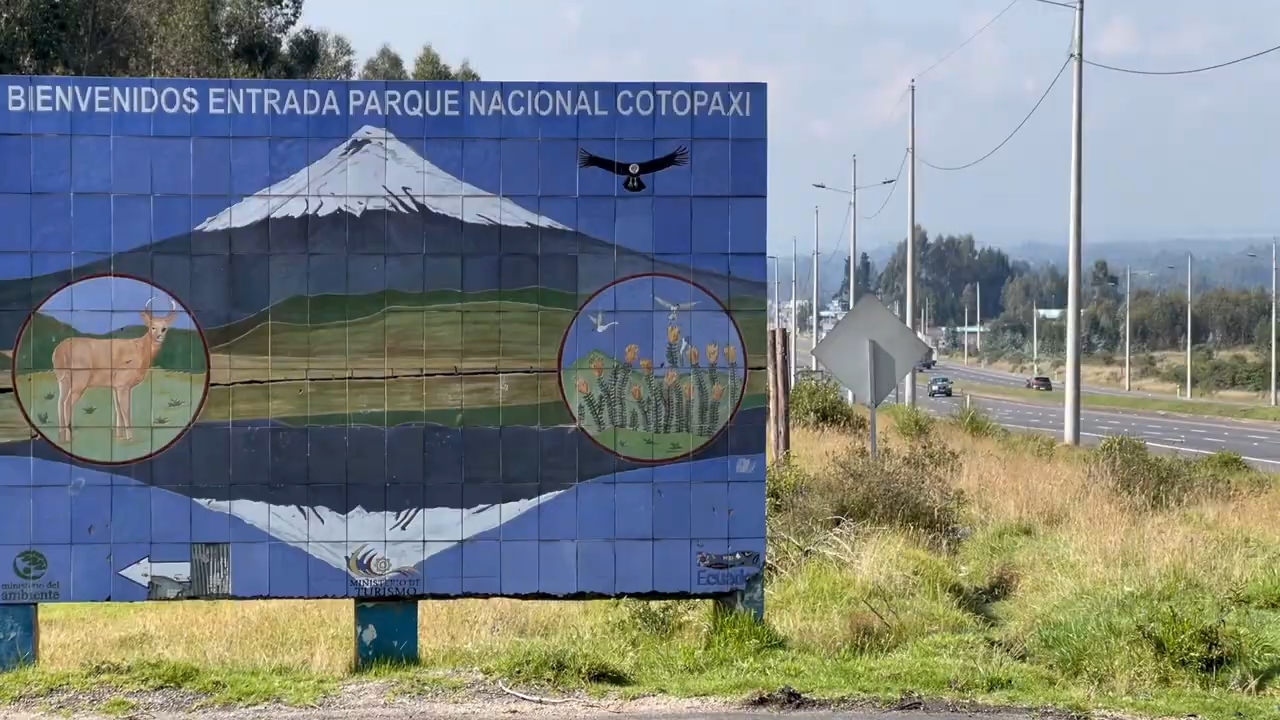 BIENVENIDOS ENTRADA PARQUE NACIONAL COTOPAXI
ministerio del
ambiente
MINISTERIO DE
TURISMO
Ecuador